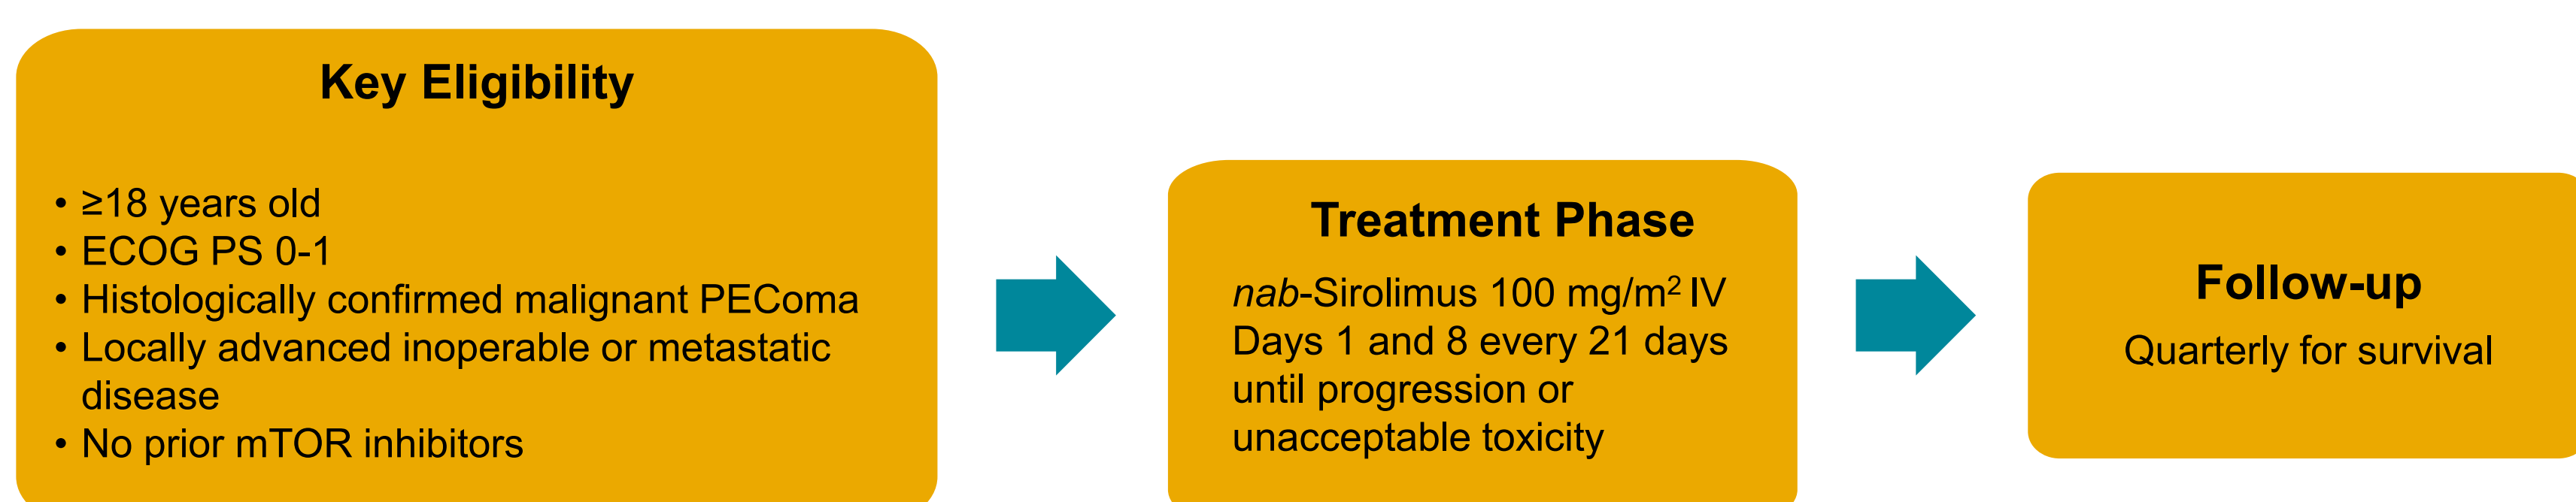 Key Eligibility
• ≥18 years old
• ECOG PS 0-1
• Histologically confirmed malignant PEComa
• Locally advanced inoperable or metastatic
disease
• No prior mTOR inhibitors
Treatment Phase
nab-Sirolimus 100 mg/m² IV
Days 1 and 8 every 21 days
until progression or
unacceptable toxicity
Follow-up
Quarterly for survival